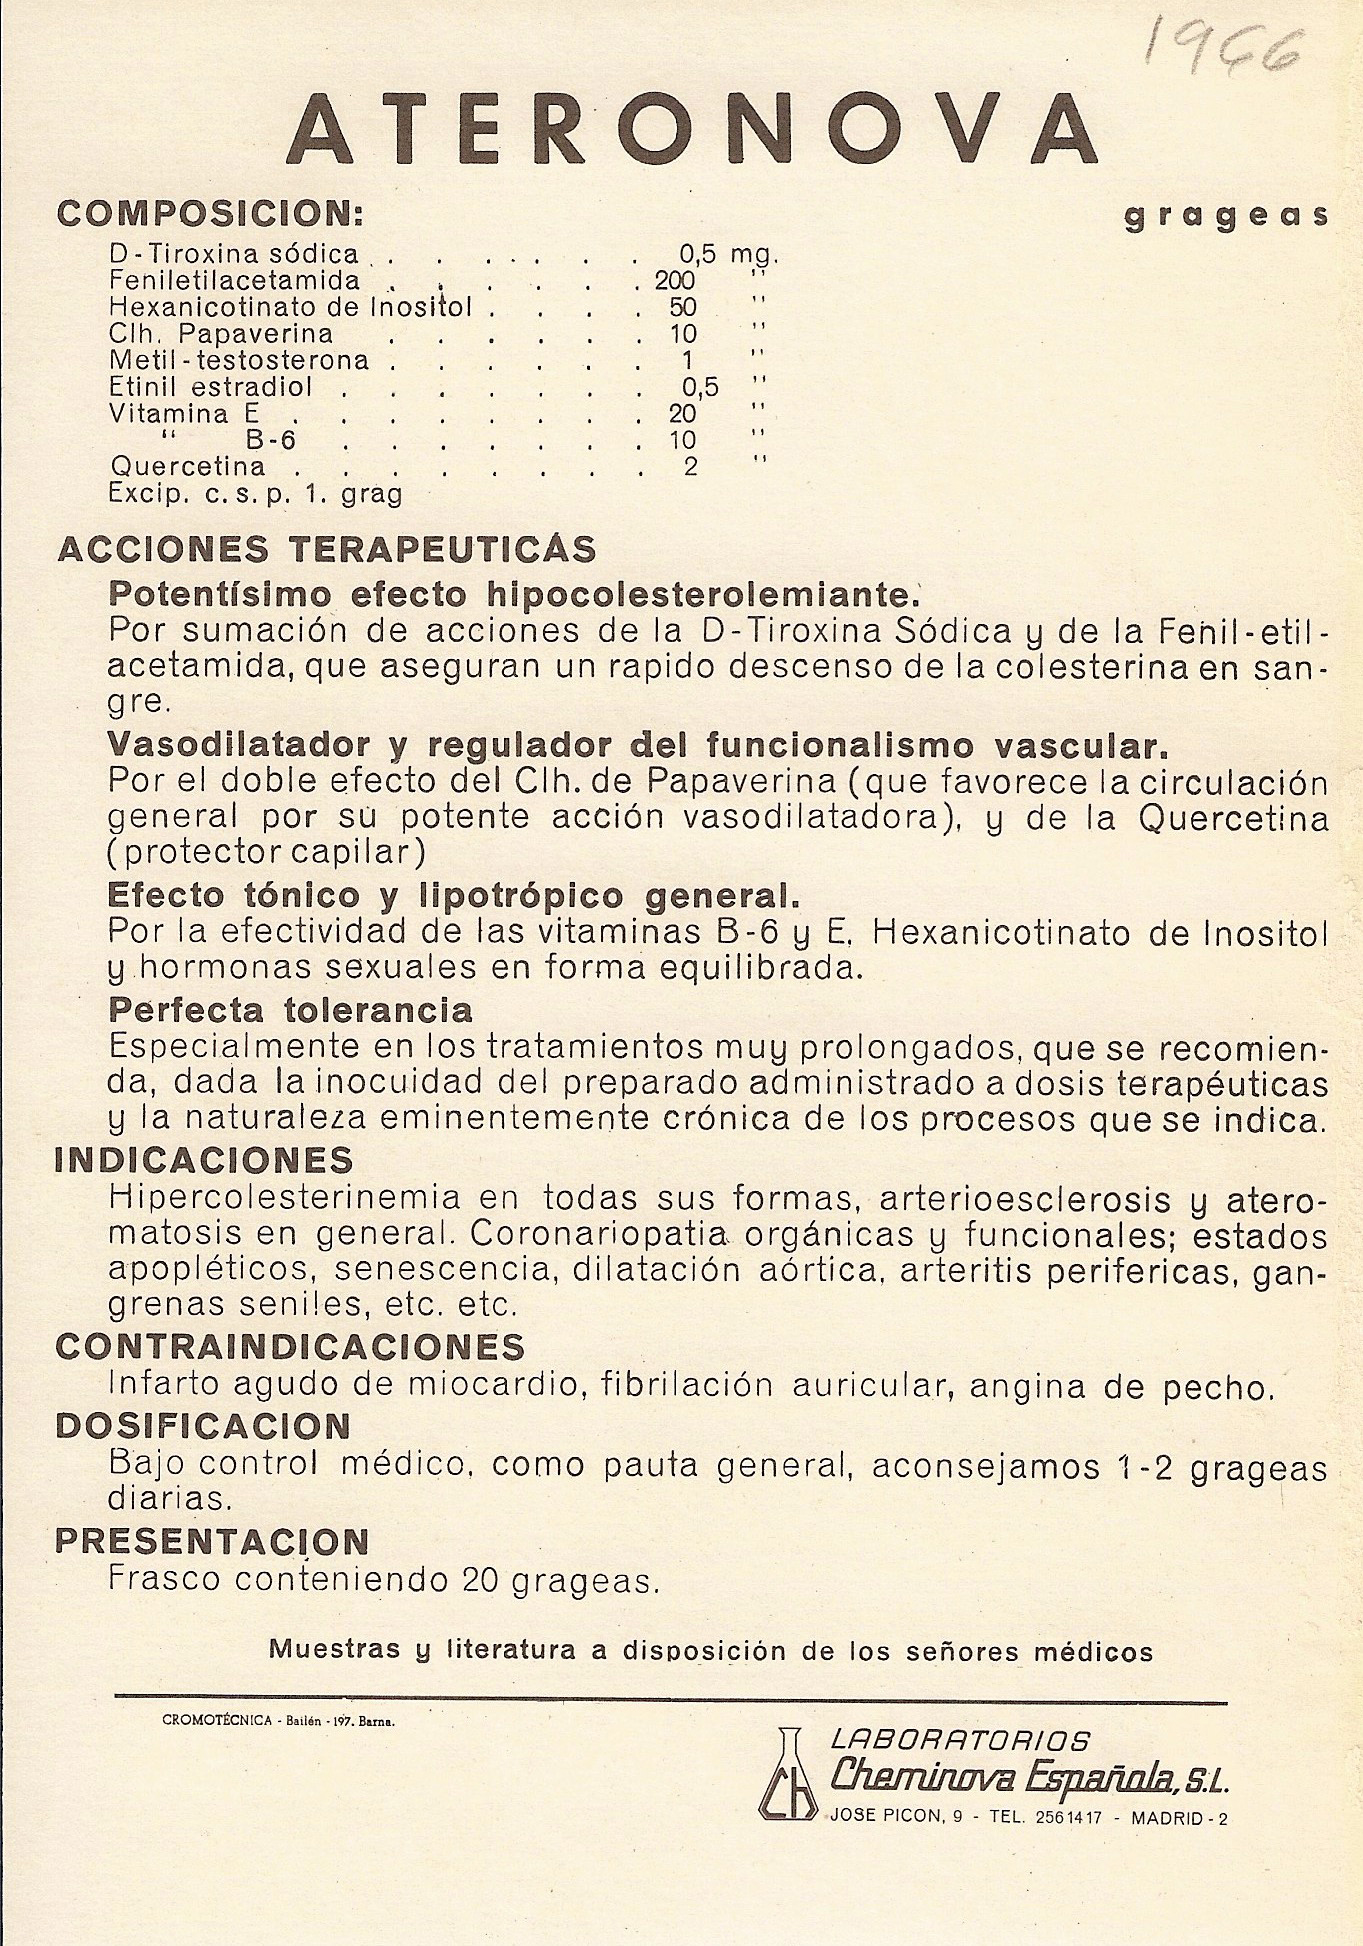 1966
ATERONOVA
COMPOSICION:
grageas
D-Tiroxina sódica . . . . . . . 0,5 mg.
Feniletilacetamida . . . . . . 200 "
Hexanicotinato de Inositol . . . . 50 "
Clh. Papaverina . . . . . . 10 "
Metil-testosterona . . . . . . 1 "
Etinil estradiol . . . . . . . 0,5 "
Vitamina E . . . . . . . . 20 "
" B-6 . . . . . . . 10 "
Quercetina . . . . . . . . 2 "
Excip. c. s. p. 1. grag
ACCIONES TERAPEUTICAS
Potentísimo efecto hipocolesterolemiante.
Por sumación de acciones de la D-Tiroxina Sódica y de la Fenil-etil-
acetamida, que aseguran un rapido descenso de la colesterina en san-
gre.
Vasodilatador y regulador del funcionalismo vascular.
Por el doble efecto del Clh. de Papaverina (que favorece la circulación
general por su potente acción vasodilatadora), y de la Quercetina
(protector capilar)
Efecto tónico y lipotrópico general.
Por la efectividad de las vitaminas B-6 y E, Hexanicotinato de Inositol
y hormonas sexuales en forma equilibrada.
Perfecta tolerancia
Especialmente en los tratamientos muy prolongados, que se recomien-
da, dada la inocuidad del preparado administrado a dosis terapéuticas
y la naturaleza eminentemente crónica de los procesos que se indica.
INDICACIONES
Hipercolesterinemia en todas sus formas, arterioesclerosis y atero-
matosis en general. Coronariopatia orgánicas y funcionales; estados
apopléticos, senescencia, dilatación aórtica, arteritis perifericas, gan-
grenas seniles, etc. etc.
CONTRAINDICACIONES
Infarto agudo de miocardio, fibrilación auricular, angina de pecho.
DOSIFICACION
Bajo control médico, como pauta general, aconsejamos 1-2 grageas
diarias.
PRESENTACION
Frasco conteniendo 20 grageas.
Muestras y literatura a disposición de los señores médicos
CROMOTÉCNICA - Bailén - 197. Barna.
Ch
LABORATORIOS
Cheminova Española, S.L.
JOSE PICON, 9 - TEL. 2561417 - MADRID - 2